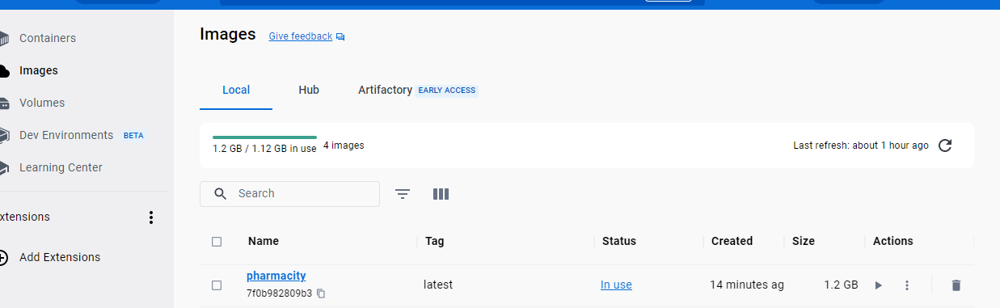 Containers
Images
Volumes
Dev Environments BETA
Learning Center
xtensions
Add Extensions
Images Give feedback
Local Hub Artifactory EARLY ACCESS
1.2 GB / 1.12 GB in use 4 images Last refresh: about 1 hour ago
Search
Name Tag Status Created Size Actions
pharmacity
7f0b982809b3
latest In use 14 minutes ag 1.2 GB